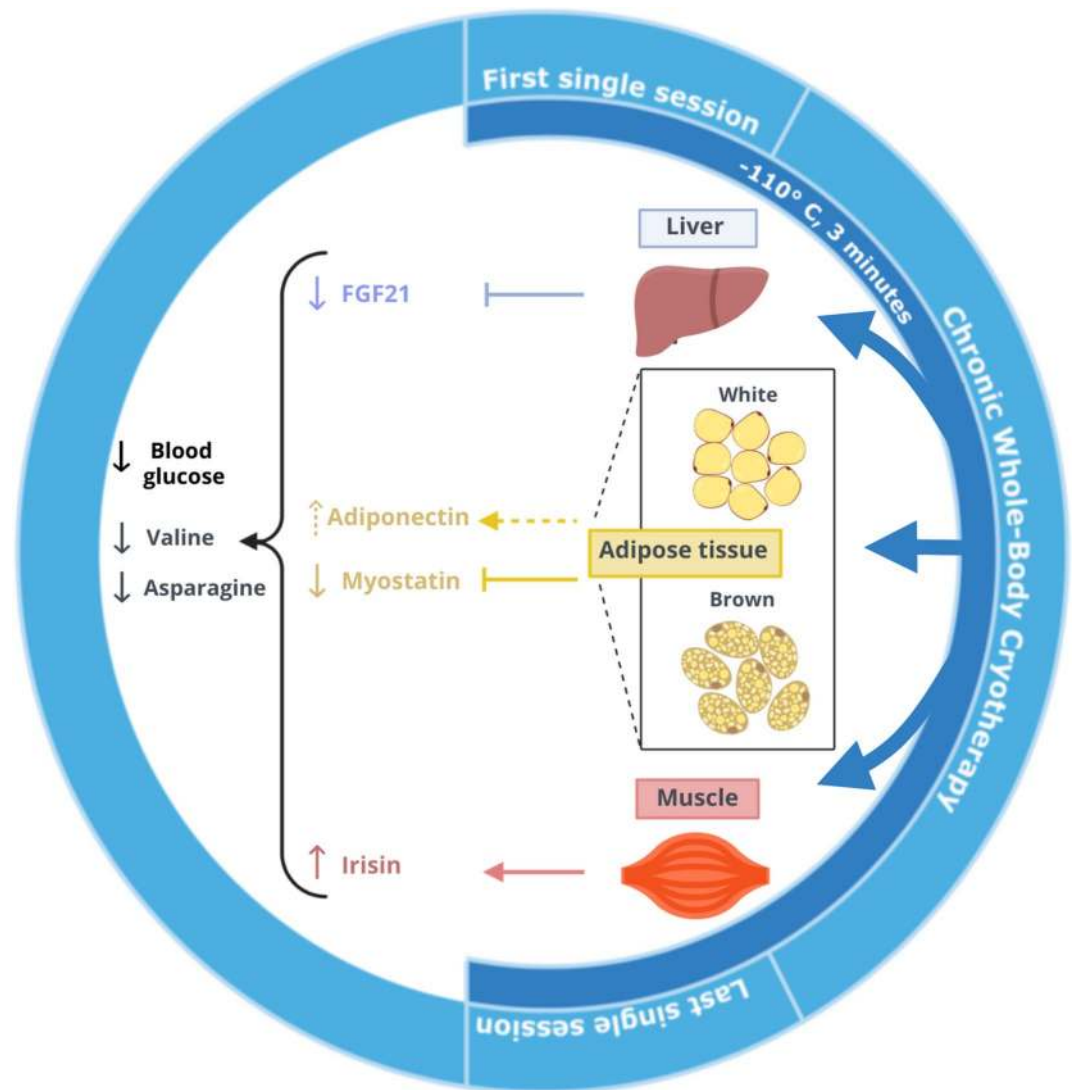 First single session
-110° C, 3 minutes
Chronic Whole-Body Cryotherapy
Liver
↓ FGF21
White
↓ Blood
glucose
↓ Valine
↓ Asparagine
⇡ Adiponectin
↓ Myostatin
Adipose tissue
Brown
Muscle
↑ Irisin
Last single session